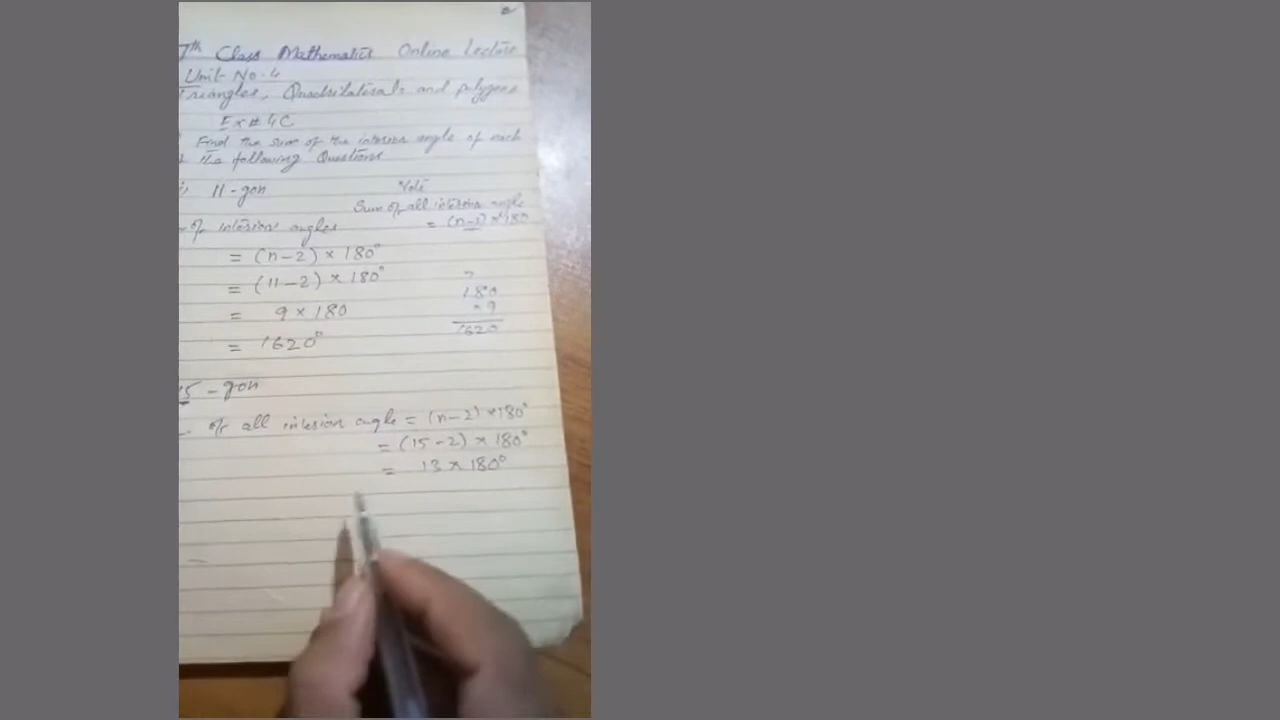 7th Class Mathematics Online Lecture
Unit No. 4
Triangles, Quadrilaterals and polygons
Ex # 4C
Find the sum of the interior angle of each
the following Questions
11-gon
Note
Sum of all interior angle
= (n-2) × 180
of interior angles
= (n-2) × 180°
= (11-2) × 180°
= 9 × 180
= 1620°
180
× 9
1620
15 - gon
of all interior angle = (n-2) × 180°
= (15-2) × 180°
= 13 × 180°